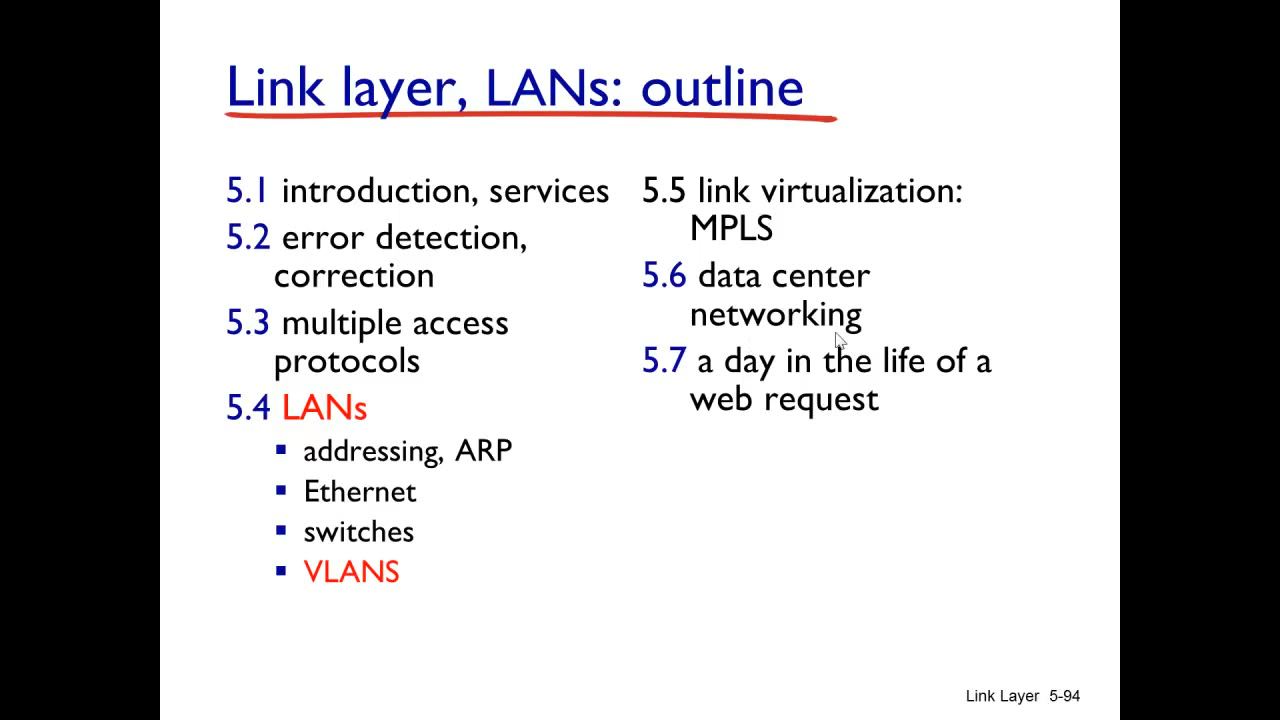 Link layer, LANs: outline
5.1 introduction, services
5.2 error detection,
correction
5.3 multiple access
protocols
5.4 LANs
▪ addressing, ARP
▪ Ethernet
▪ switches
▪ VLANS
5.5 link virtualization:
MPLS
5.6 data center
networking
5.7 a day in the life of a
web request
Link Layer 5-94